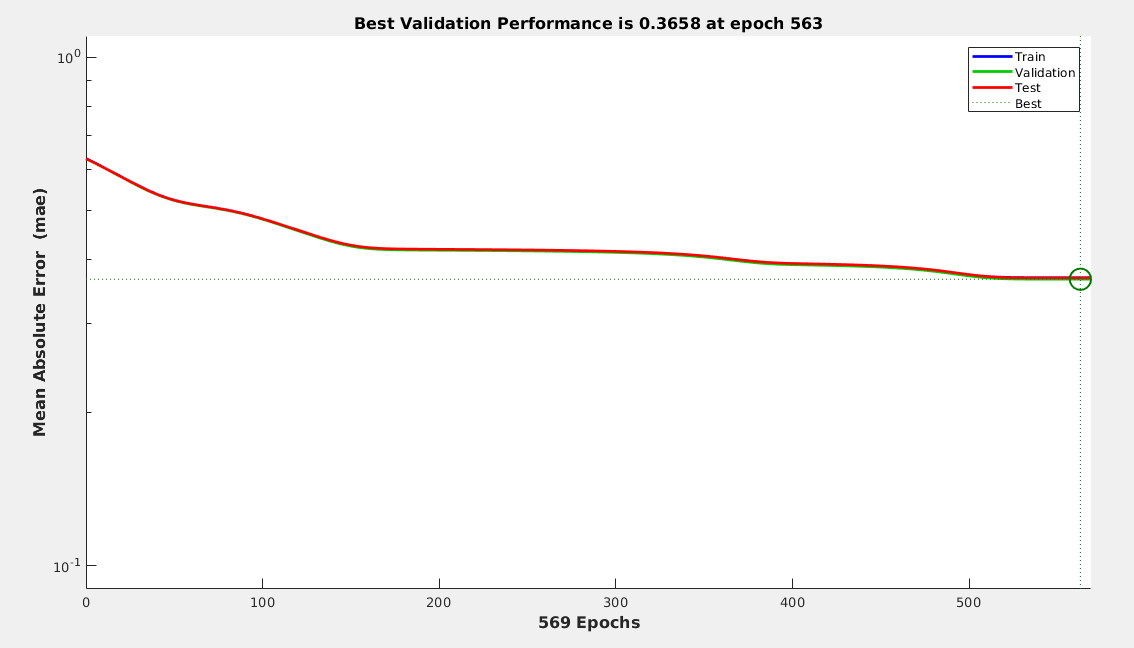 Best Validation Performance is 0.3658 at epoch 563
Mean Absolute Error  (mae)
10^0
10^-1
Train
Validation
Test
Best
0 100 200 300 400 500
569 Epochs